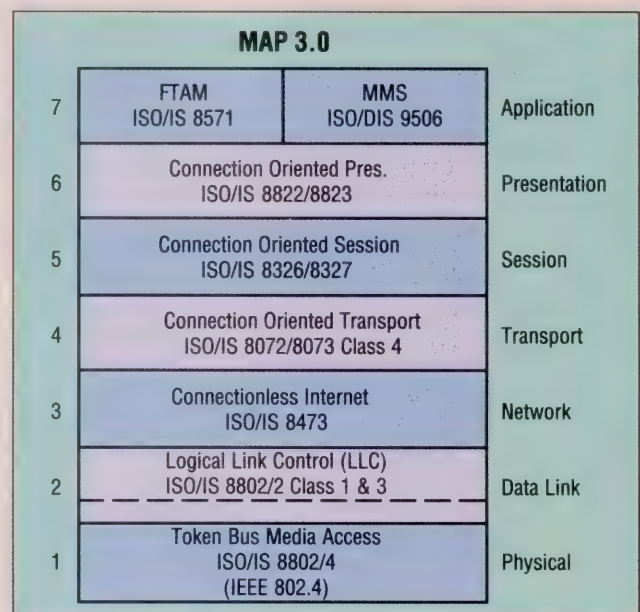 MAP 3.0
7
FTAM
ISO/IS 8571
MMS
ISO/DIS 9506
Application
6
Connection Oriented Pres.
ISO/IS 8822/8823
Presentation
5
Connection Oriented Session
ISO/IS 8326/8327
Session
4
Connection Oriented Transport
ISO/IS 8072/8073 Class 4
Transport
3
Connectionless Internet
ISO/IS 8473
Network
2
Logical Link Control (LLC)
ISO/IS 8802/2 Class 1 & 3
Data Link
1
Token Bus Media Access
ISO/IS 8802/4
(IEEE 802.4)
Physical